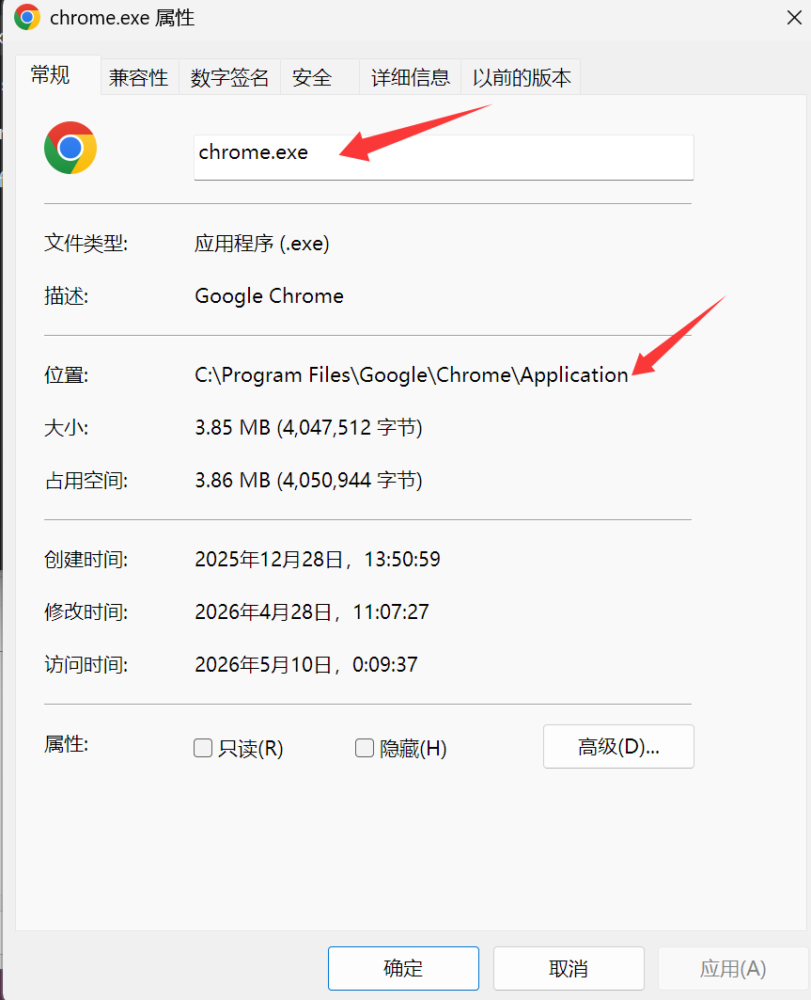 chrome.exe 属性
常规 兼容性 数字签名 安全 详细信息 以前的版本
chrome.exe
文件类型: 应用程序 (.exe)
描述: Google Chrome
位置: C:\Program Files\Google\Chrome\Application
大小: 3.85 MB (4,047,512 字节)
占用空间: 3.86 MB (4,050,944 字节)
创建时间: 2025年12月28日，13:50:59
修改时间: 2026年4月28日，11:07:27
访问时间: 2026年5月10日，0:09:37
属性: 只读(R) 隐藏(H) 高级(D)...
确定 取消 应用(A)